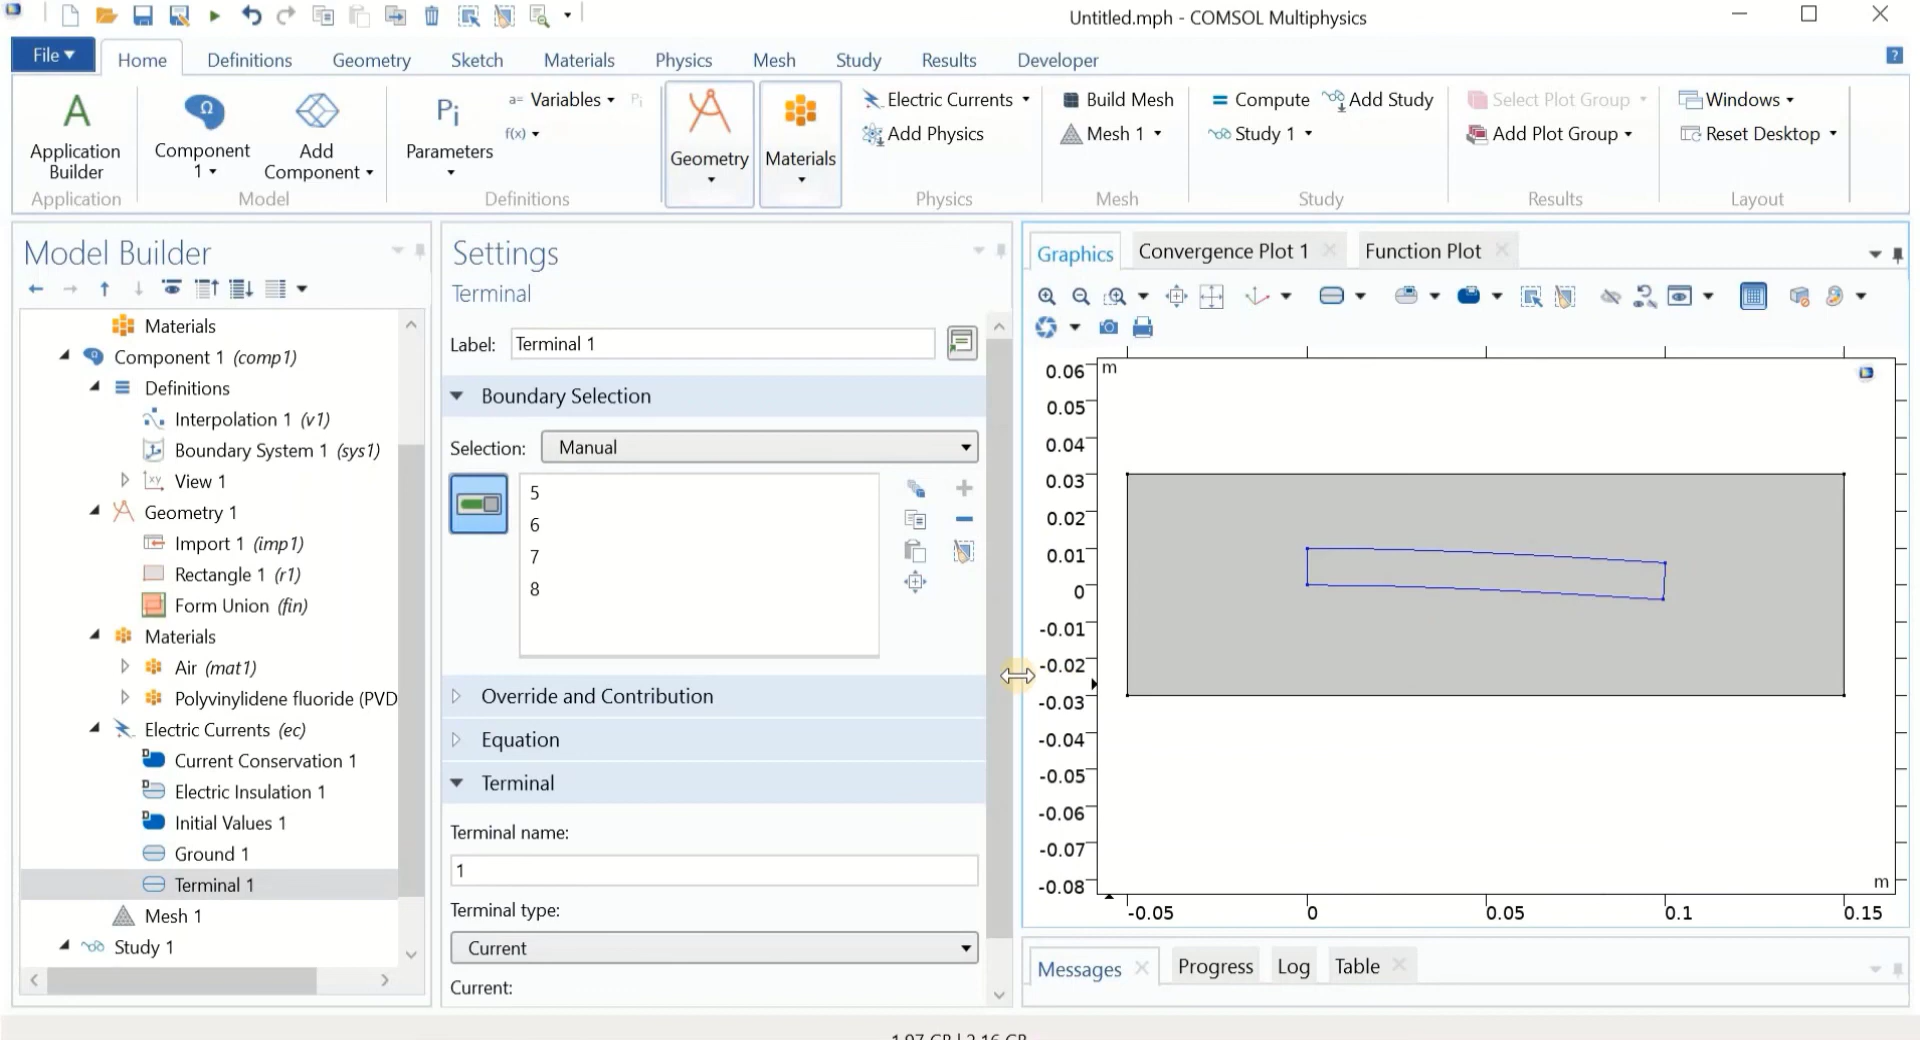 Untitled.mph - COMSOL Multiphysics
File Home Definitions Geometry Sketch Materials Physics Mesh Study Results Developer
Application Builder
Application
Component 1
Add Component
Model
Pi
Parameters
a= Variables Pi
f(x)
Definitions
Geometry
Materials
Electric Currents
Add Physics
Physics
Build Mesh
Mesh 1
Mesh
= Compute
Add Study
Study 1
Study
Select Plot Group
Add Plot Group
Results
Windows
Reset Desktop
Layout
Model Builder
Materials
Component 1 (comp1)
Definitions
Interpolation 1 (v1)
Boundary System 1 (sys1)
View 1
Geometry 1
Import 1 (imp1)
Rectangle 1 (r1)
Form Union (fin)
Materials
Air (mat1)
Polyvinylidene fluoride (PVD
Electric Currents (ec)
Current Conservation 1
Electric Insulation 1
Initial Values 1
Ground 1
Terminal 1
Mesh 1
Study 1
Settings
Terminal
Label: Terminal 1
Boundary Selection
Selection: Manual
5
6
7
8
Override and Contribution
Equation
Terminal
Terminal name:
1
Terminal type:
Current
Current:
Graphics Convergence Plot 1 Function Plot
m
0.06
0.05
0.04
0.03
0.02
0.01
0
-0.01
-0.02
-0.03
-0.04
-0.05
-0.06
-0.07
-0.08
m
-0.05 0 0.05 0.1 0.15
Messages Progress Log Table
1.97 GB | 2.16 GB